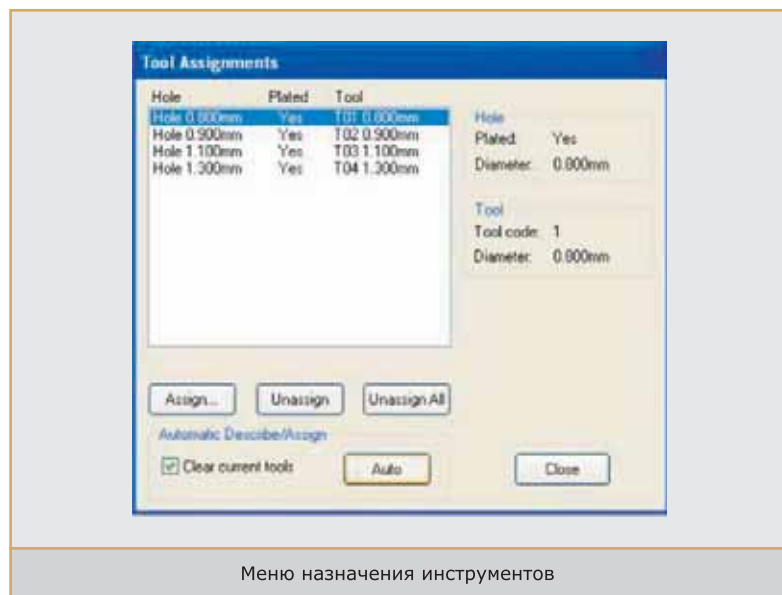 Tool Assignments
Hole Plated Tool
Hole 0.800mm Yes T01 0.800mm
Hole 0.900mm Yes T02 0.900mm
Hole 1.100mm Yes T03 1.100mm
Hole 1.300mm Yes T04 1.300mm
Hole
Plated: Yes
Diameter: 0.800mm
Tool
Tool code: 1
Diameter: 0.800mm
Assign... Unassign Unassign All
Automatic Describe/Assign
Clear current tools Auto Close
Меню назначения инструментов